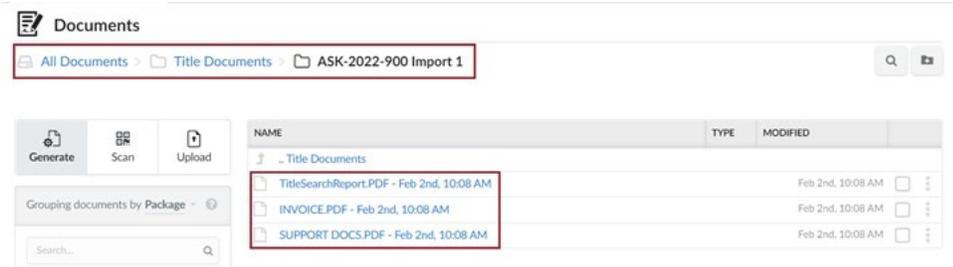 Documents
All Documents > Title Documents > ASK-2022-900 Import 1
Generate Scan Upload
Grouping documents by Package
Search...
NAME TYPE MODIFIED
.. Title Documents
TitleSearchReport.PDF - Feb 2nd, 10:08 AM Feb 2nd, 10:08 AM
INVOICE.PDF - Feb 2nd, 10:08 AM Feb 2nd, 10:08 AM
SUPPORT DOCS.PDF - Feb 2nd, 10:08 AM Feb 2nd, 10:08 AM